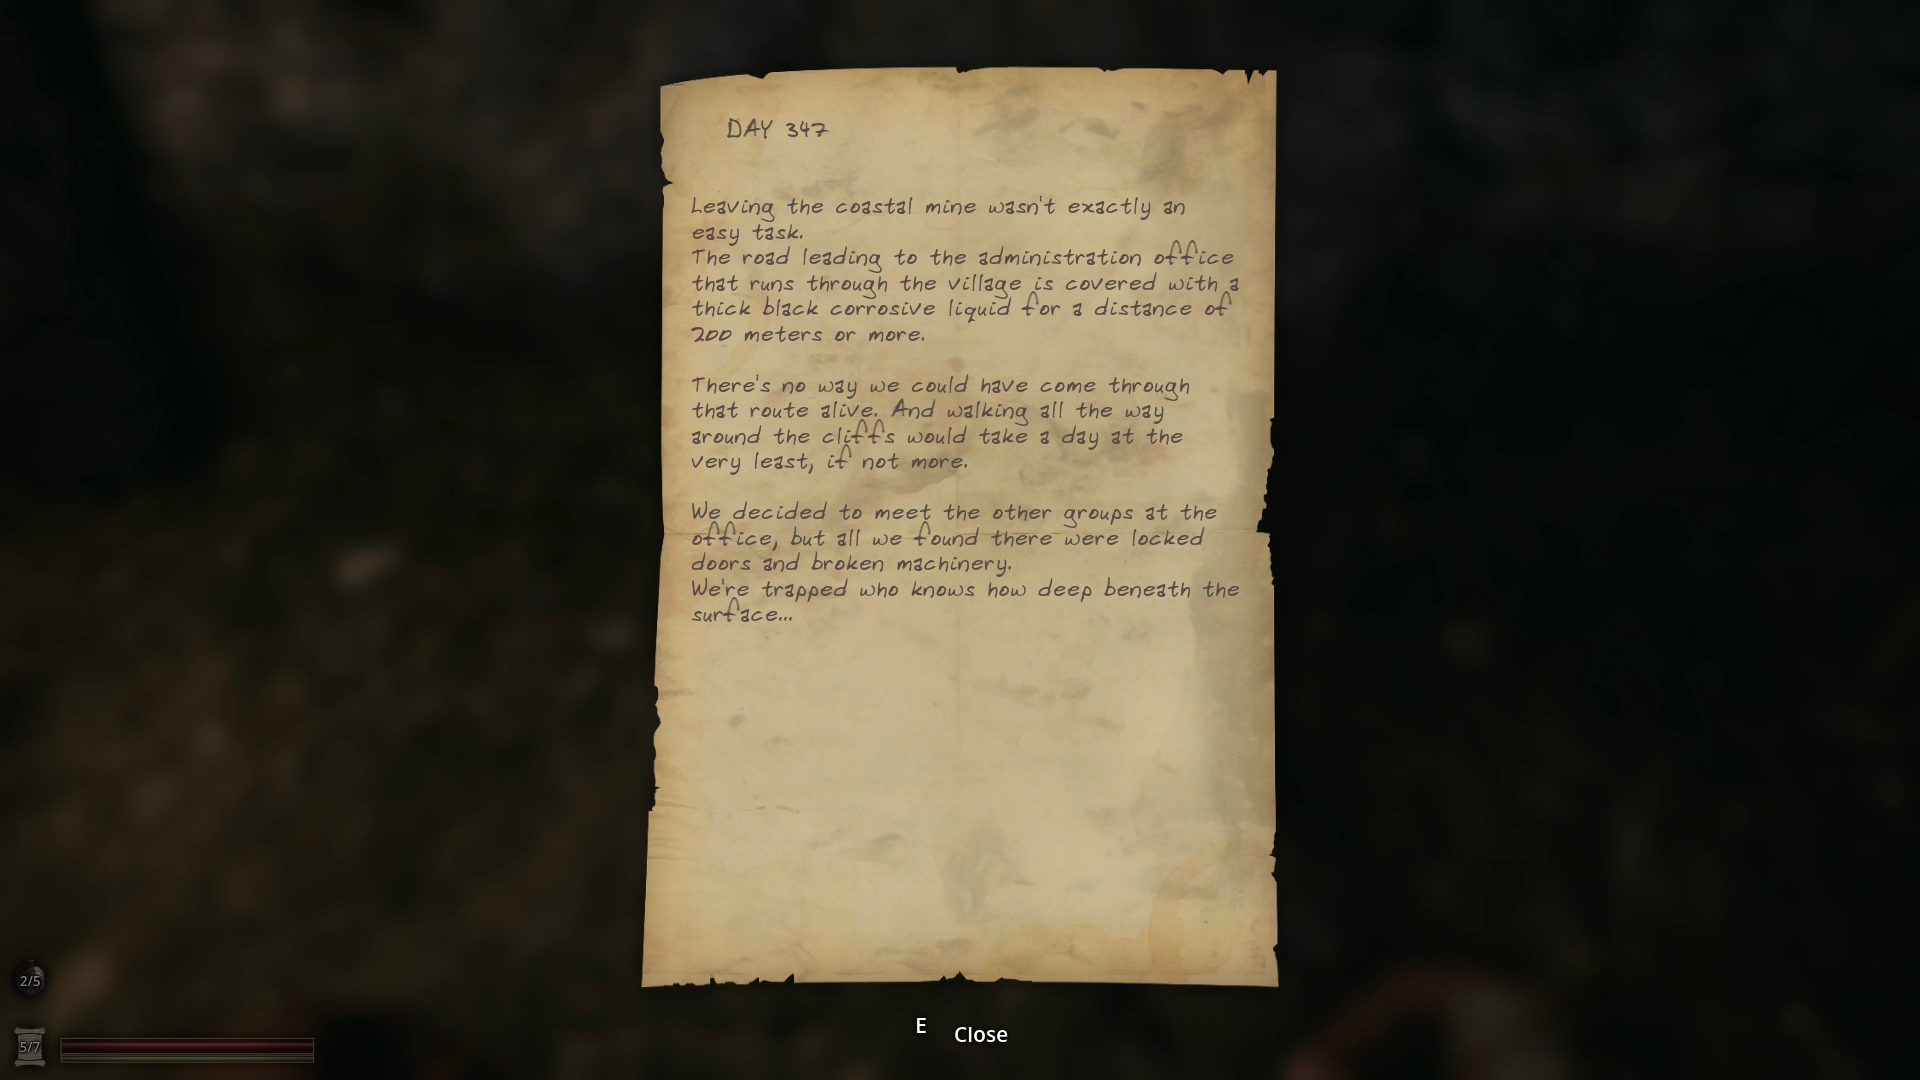 DAY 347
Leaving the coastal mine wasn't exactly an
easy task.
The road leading to the administration office
that runs through the village is covered with a
thick black corrosive liquid for a distance of
200 meters or more.
There's no way we could have come through
that route alive. And walking all the way
around the cliffs would take a day at the
very least, if not more.
We decided to meet the other groups at the
office, but all we found there were locked
doors and broken machinery.
We're trapped who knows how deep beneath the
surface...
2/5
5/7
E Close